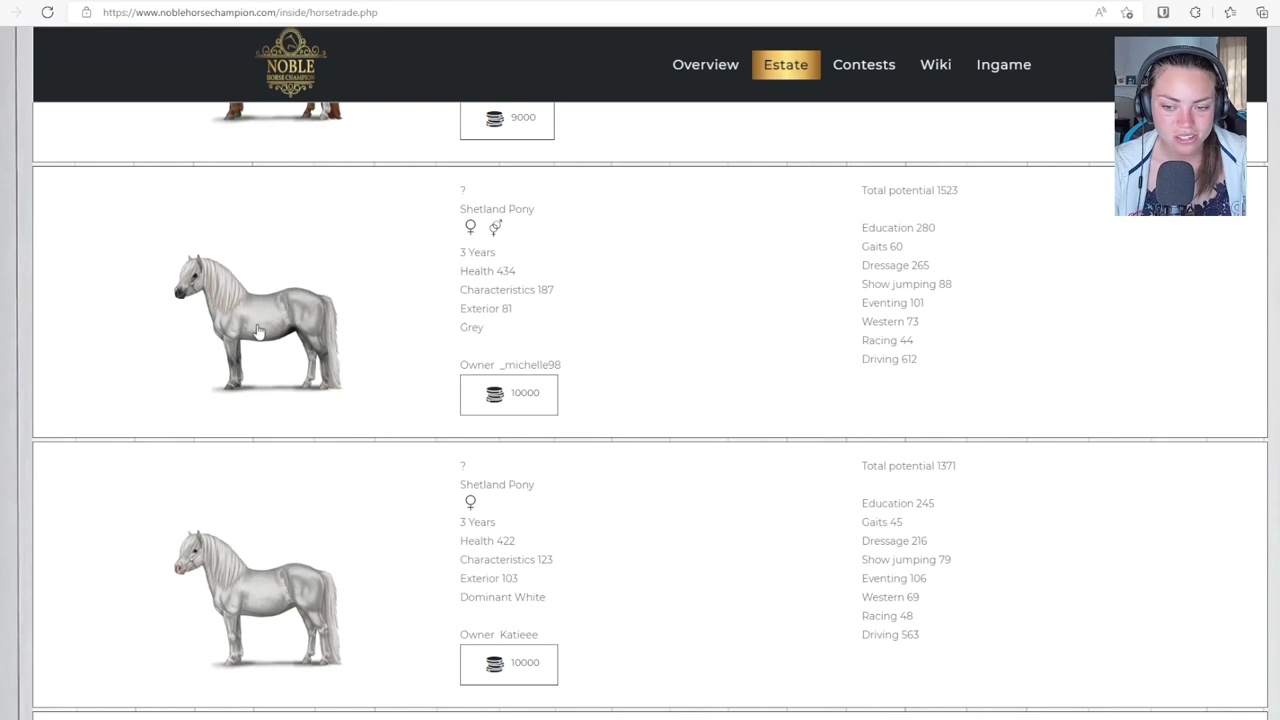 https://www.noblehorsechampion.com/inside/horsetrade.php
NOBLE
HORSE CHAMPION
Overview
Estate
Contests
Wiki
Ingame
9000
?
Shetland Pony
3 Years
Health 434
Characteristics 187
Exterior 81
Grey
Owner _michelle98
10000
Total potential 1523
Education 280
Gaits 60
Dressage 265
Show jumping 88
Eventing 101
Western 73
Racing 44
Driving 612
?
Shetland Pony
3 Years
Health 422
Characteristics 123
Exterior 103
Dominant White
Owner Katieee
10000
Total potential 1371
Education 245
Gaits 45
Dressage 216
Show jumping 79
Eventing 106
Western 69
Racing 48
Driving 563